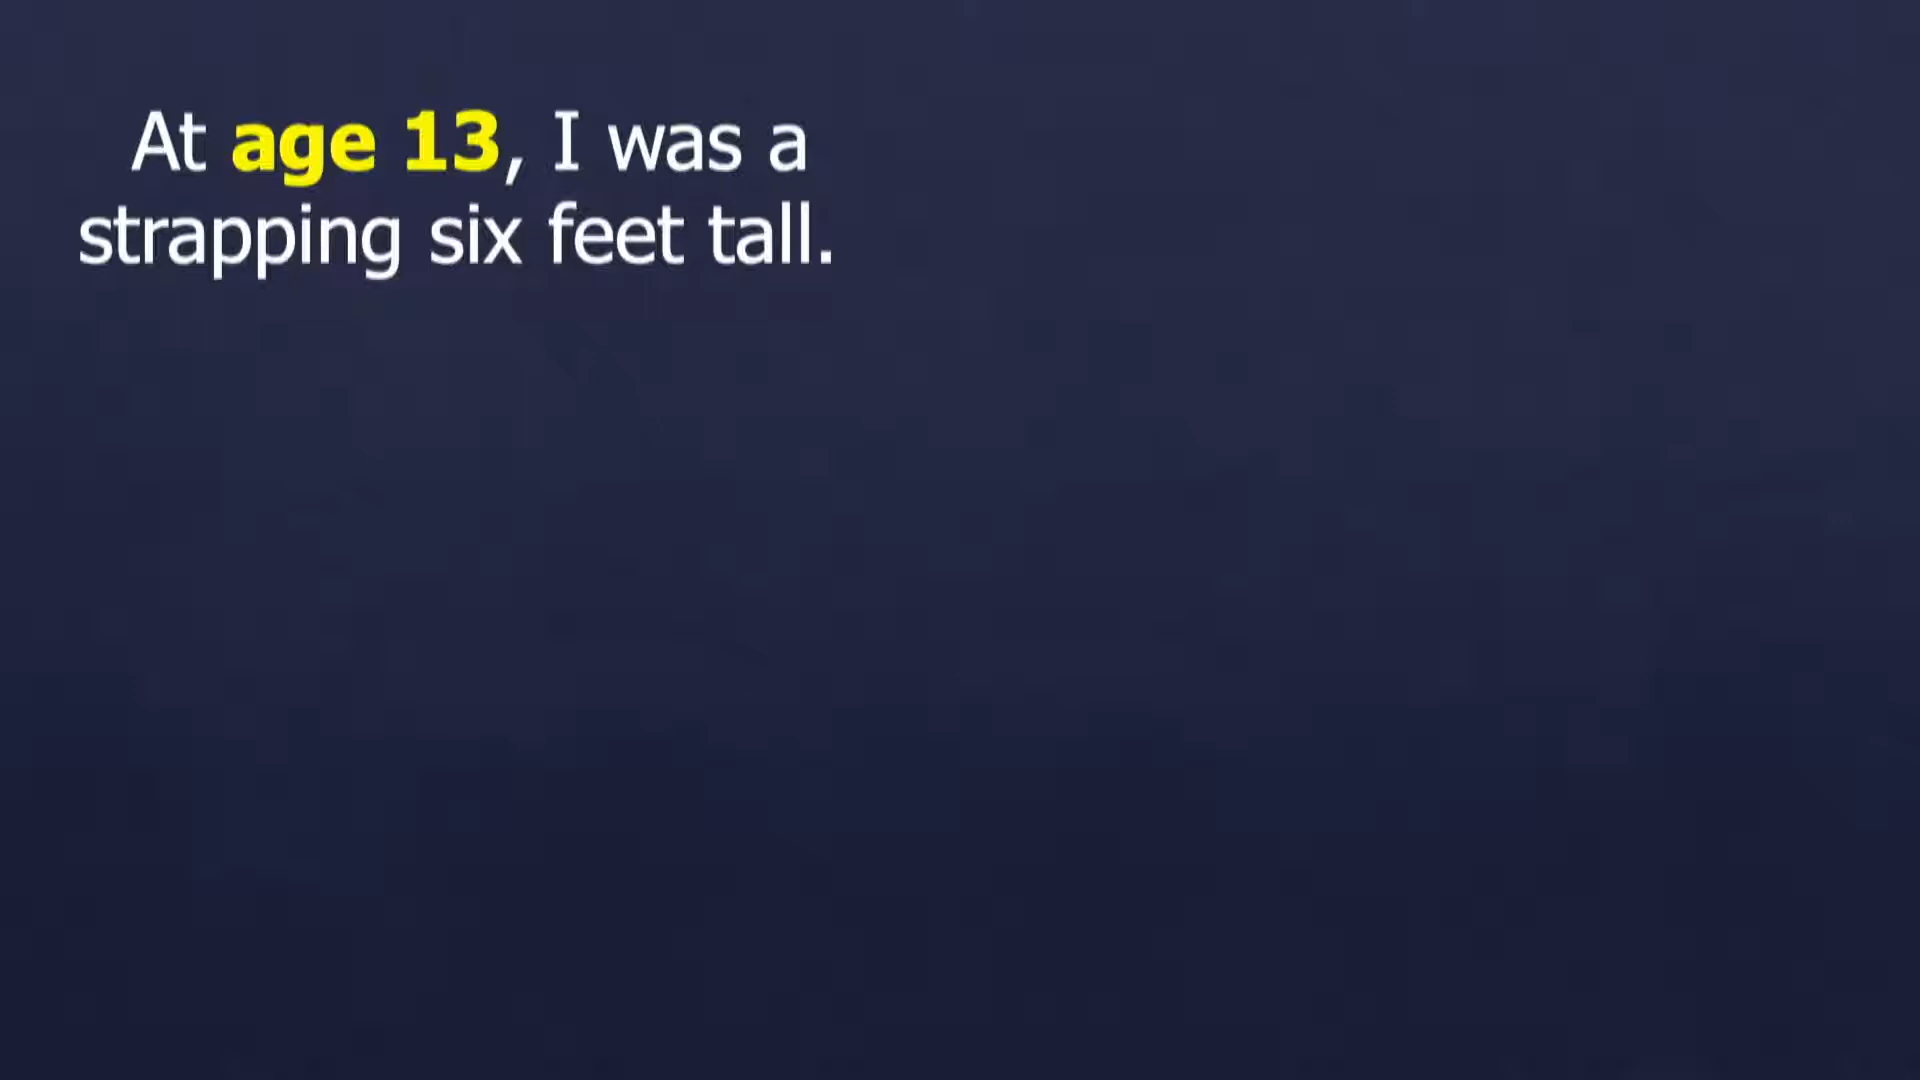 At age 13, I was a
strapping six feet tall.